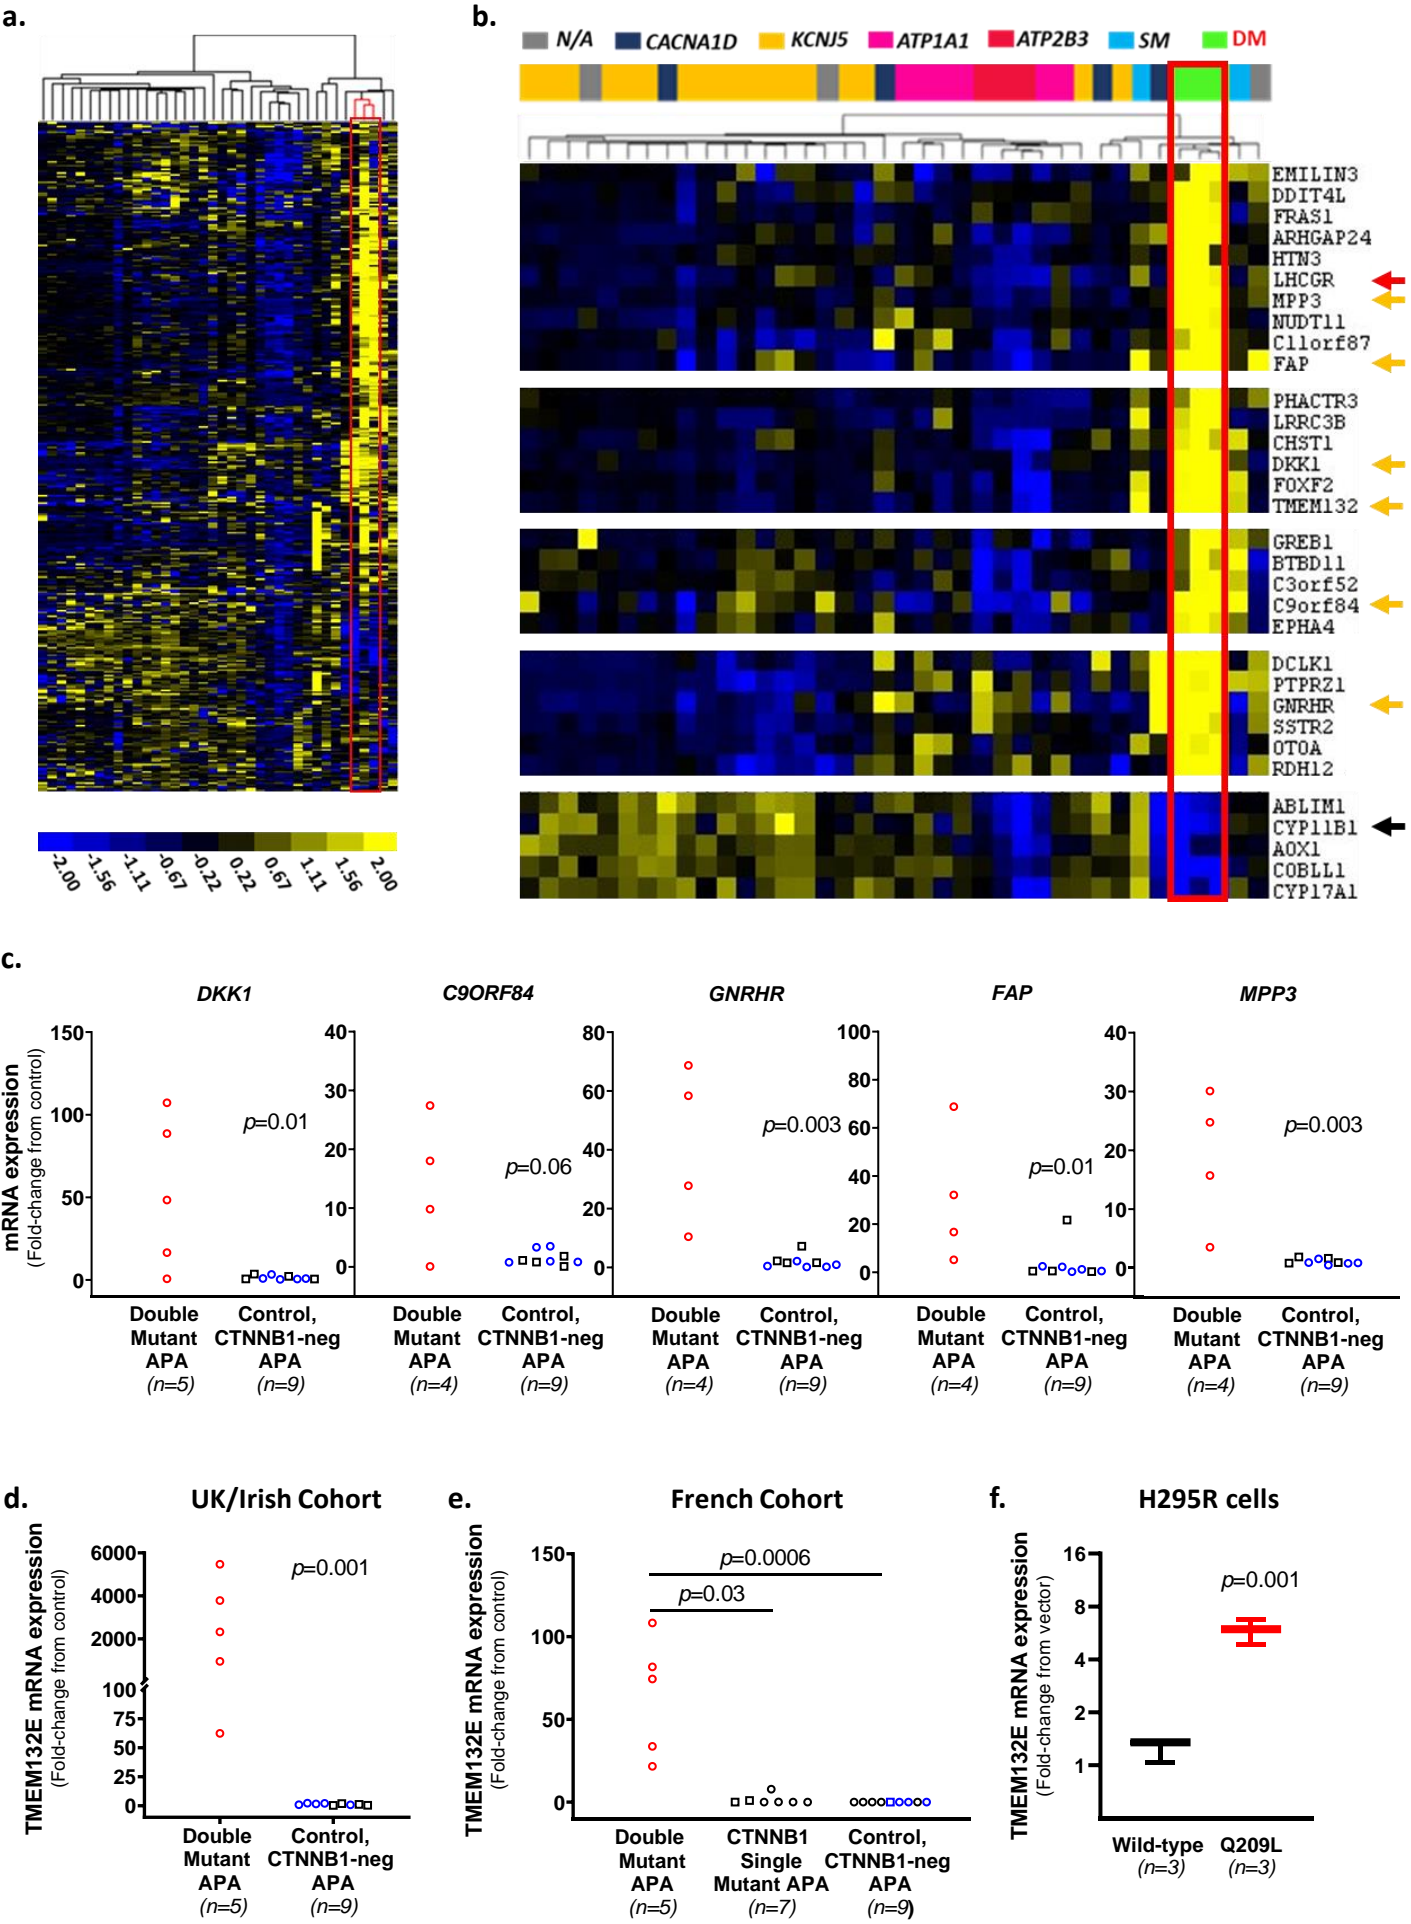 a.
-2.00 -1.56 -1.11 -0.67 -0.22 0.22 0.67 1.11 1.56 2.00
b.
N/A CACNA1D KCNJ5 ATP1A1 ATP2B3 SM DM
EMILIN3
DDIT4L
FRAS1
ARHGAP24
HTN3
LHCGR
MPP3
NUDT11
C11orf87
FAP
PHACTR3
LRRC3B
CHST1
DKK1
FOXF2
TMEM132
GREB1
BTBD11
C3orf52
C9orf84
EPHA4
DCLK1
PTPRZ1
GNRHR
SSTR2
OTOA
RDH12
ABLIM1
CYP11B1
AOX1
COBLL1
CYP17A1
c.
mRNA expression
(Fold-change from control)
DKK1
150
100
50
0
p=0.01
Double Mutant APA (n=5)
Control, CTNNB1-neg APA (n=9)
C9ORF84
40
30
20
10
0
p=0.06
Double Mutant APA (n=4)
Control, CTNNB1-neg APA (n=9)
GNRHR
80
60
40
20
0
p=0.003
Double Mutant APA (n=4)
Control, CTNNB1-neg APA (n=9)
FAP
100
80
60
40
20
0
p=0.01
Double Mutant APA (n=4)
Control, CTNNB1-neg APA (n=9)
MPP3
40
30
20
10
0
p=0.003
Double Mutant APA (n=4)
Control, CTNNB1-neg APA (n=9)
d.
UK/Irish Cohort
TMEM132E mRNA expression
(Fold-change from control)
6000
4000
2000
100
75
50
25
0
p=0.001
Double Mutant APA (n=5)
Control, CTNNB1-neg APA (n=9)
e.
French Cohort
TMEM132E mRNA expression
(Fold-change from control)
150
100
50
0
p=0.0006
p=0.03
Double Mutant APA (n=5)
CTNNB1 Single Mutant APA (n=7)
Control, CTNNB1-neg APA (n=9)
f.
H295R cells
TMEM132E mRNA expression
(Fold-change from vector)
16
8
4
2
1
p=0.001
Wild-type (n=3)
Q209L (n=3)